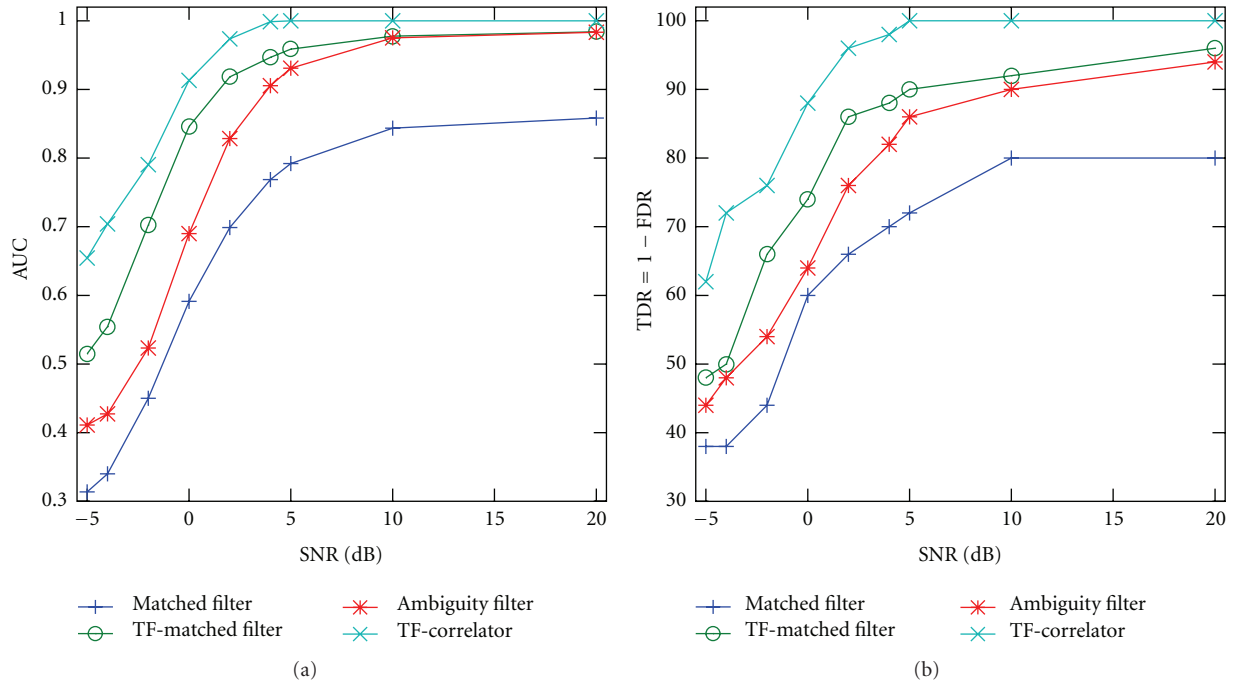 1
0.9
0.8
0.7
0.6
0.5
0.4
0.3
AUC
−5
0
5
10
15
20
SNR (dB)
Matched filter
TF-matched filter
Ambiguity filter
TF-correlator
(a)
100
90
80
70
60
50
40
30
TDR = 1 − FDR
−5
0
5
10
15
20
SNR (dB)
Matched filter
TF-matched filter
Ambiguity filter
TF-correlator
(b)